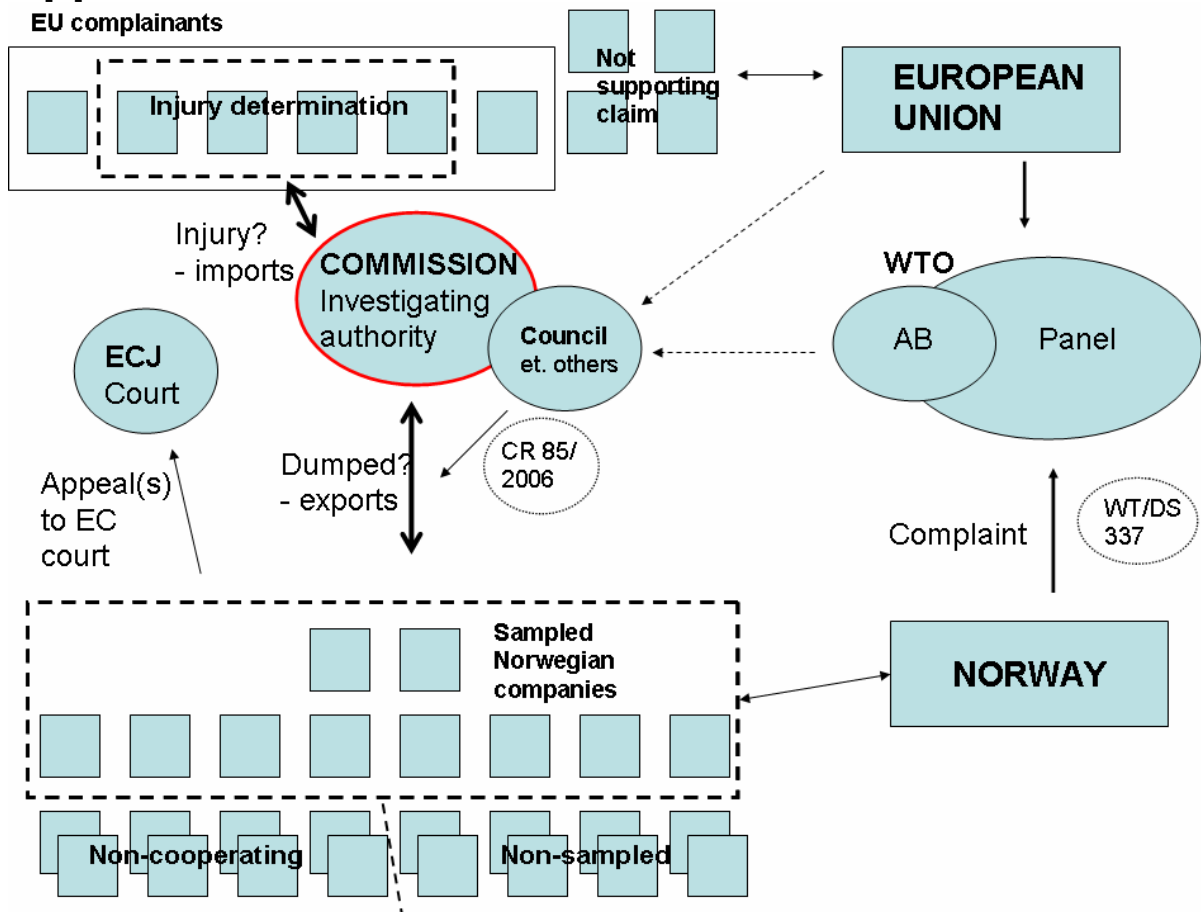 EU complainants
Injury determination
Not
supporting
claim
EUROPEAN
UNION
Injury?
- imports
COMMISSION
Investigating
authority
Council
et. others
WTO
AB
Panel
ECJ
Court
CR 85/
2006
Dumped?
- exports
Appeal(s)
to EC
court
Complaint
WT/DS
337
Sampled
Norwegian
companies
NORWAY
Non-cooperating
Non-sampled